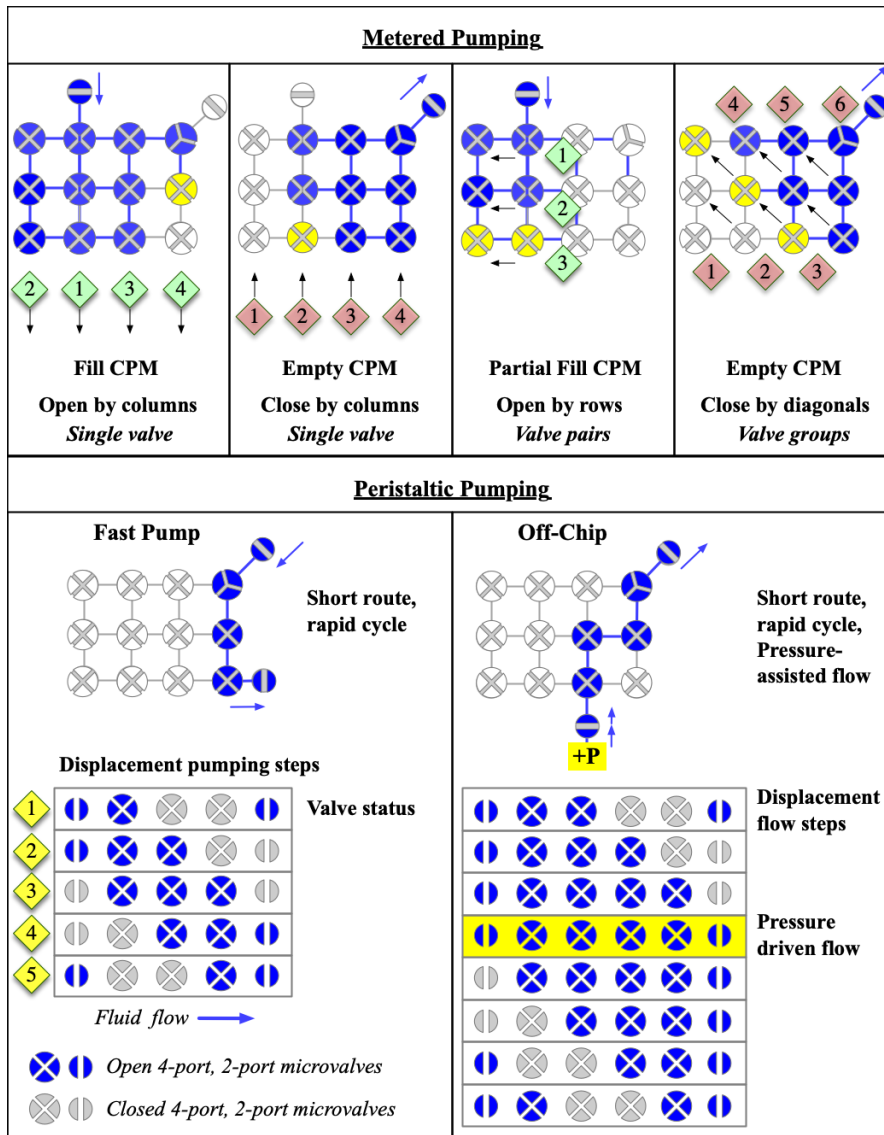 Metered Pumping
2
1
3
4
Fill CPM
Open by columns
Single valve
1
2
3
4
Empty CPM
Close by columns
Single valve
1
2
3
Partial Fill CPM
Open by rows
Valve pairs
4
5
6
1
2
3
Empty CPM
Close by diagonals
Valve groups
Peristaltic Pumping
Fast Pump
Short route,
rapid cycle
Displacement pumping steps
Valve status
1
2
3
4
5
Fluid flow
Open 4-port, 2-port microvalves
Closed 4-port, 2-port microvalves
Off-Chip
Short route,
rapid cycle,
Pressure-
assisted flow
+P
Displacement
flow steps
Pressure
driven flow